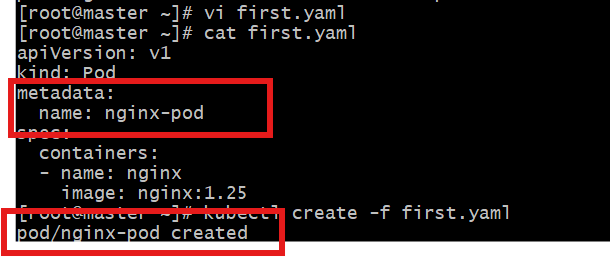 [root@master ~]# vi first.yaml
[root@master ~]# cat first.yaml
apiVersion: v1
kind: Pod
metadata:
  name: nginx-pod
spec:
  containers:
  - name: nginx
    image: nginx:1.25
[root@master ~]# kubectl create -f first.yaml
pod/nginx-pod created